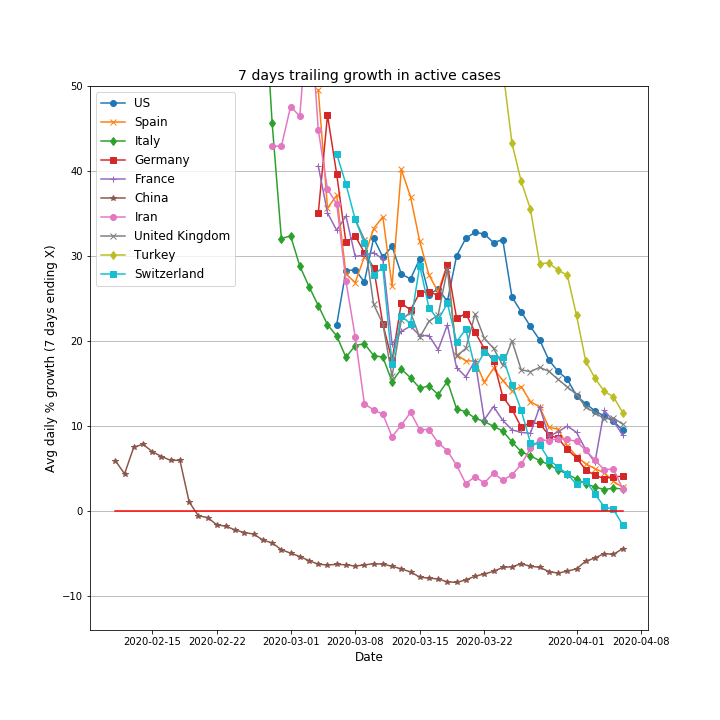 7 days trailing growth in active cases
US
Spain
Italy
Germany
France
China
Iran
United Kingdom
Turkey
Switzerland
Avg daily % growth (7 days ending X)
50
40
30
20
10
0
−10
2020-02-15 2020-02-22 2020-03-01 2020-03-08 2020-03-15 2020-03-22 2020-04-01 2020-04-08
Date